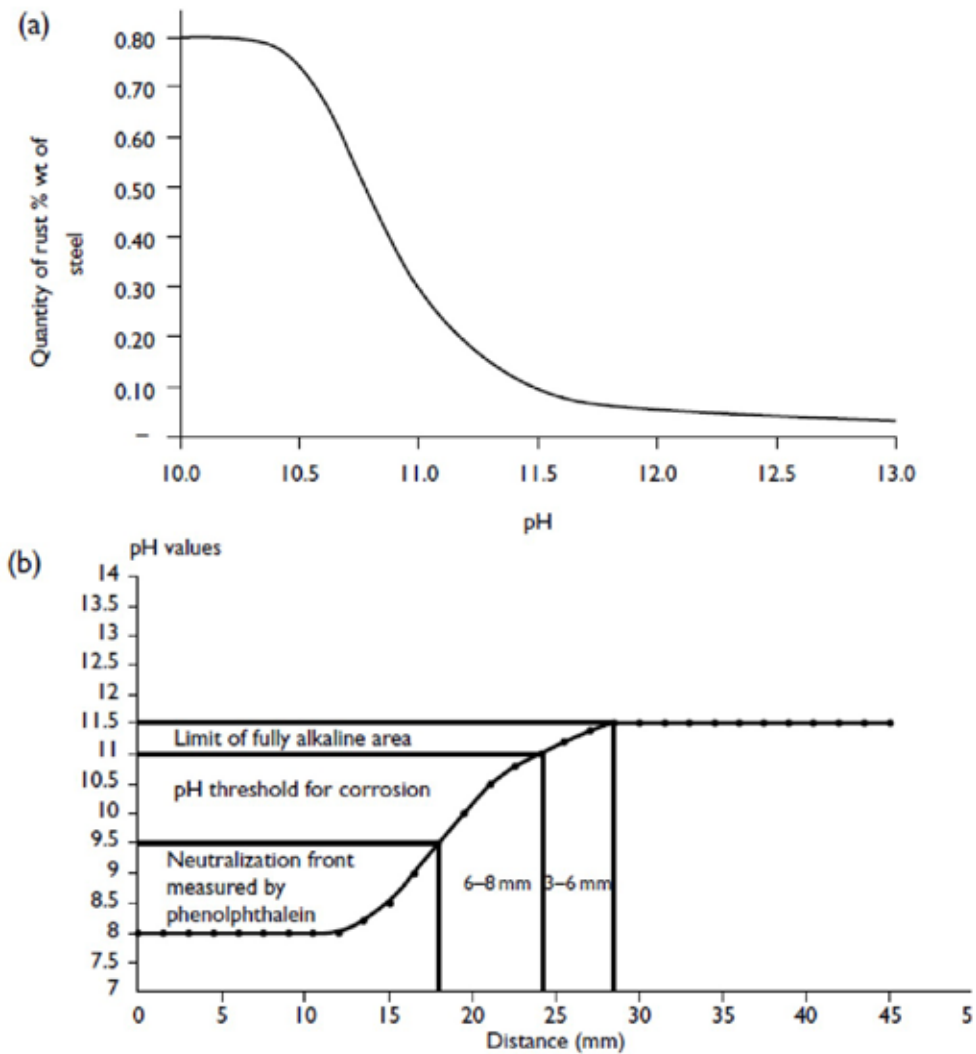 (a)
0.80
0.70
0.60
0.50
0.40
0.30
0.20
0.10
–
Quantity of rust % wt of
steel
10.0 10.5 11.0 11.5 12.0 12.5 13.0
pH
(b)
pH values
14
13.5
13
12.5
12
11.5
Limit of fully alkaline area
11
pH threshold for corrosion
10.5
10
9.5
Neutralization front
9
measured by
8.5
phenolphthalein
6–8 mm 3–6 mm
8
7.5
7
0 5 10 15 20 25 30 35 40 45 5
Distance (mm)